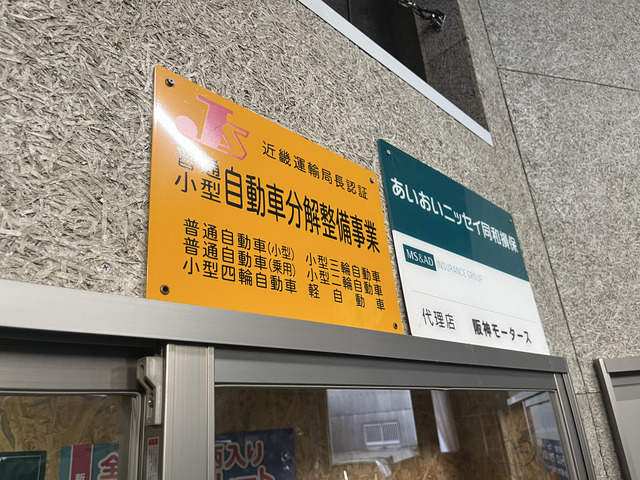 近畿運輸局長認証
普通
小型
自動車分解整備事業
普通自動車(小型) 小型三輪自動車
普通自動車(乗用) 小型二輪自動車
小型四輪自動車 軽自動車
あいおいニッセイ同和損保
MS&AD INSURANCE GROUP
代理店 阪神モータース